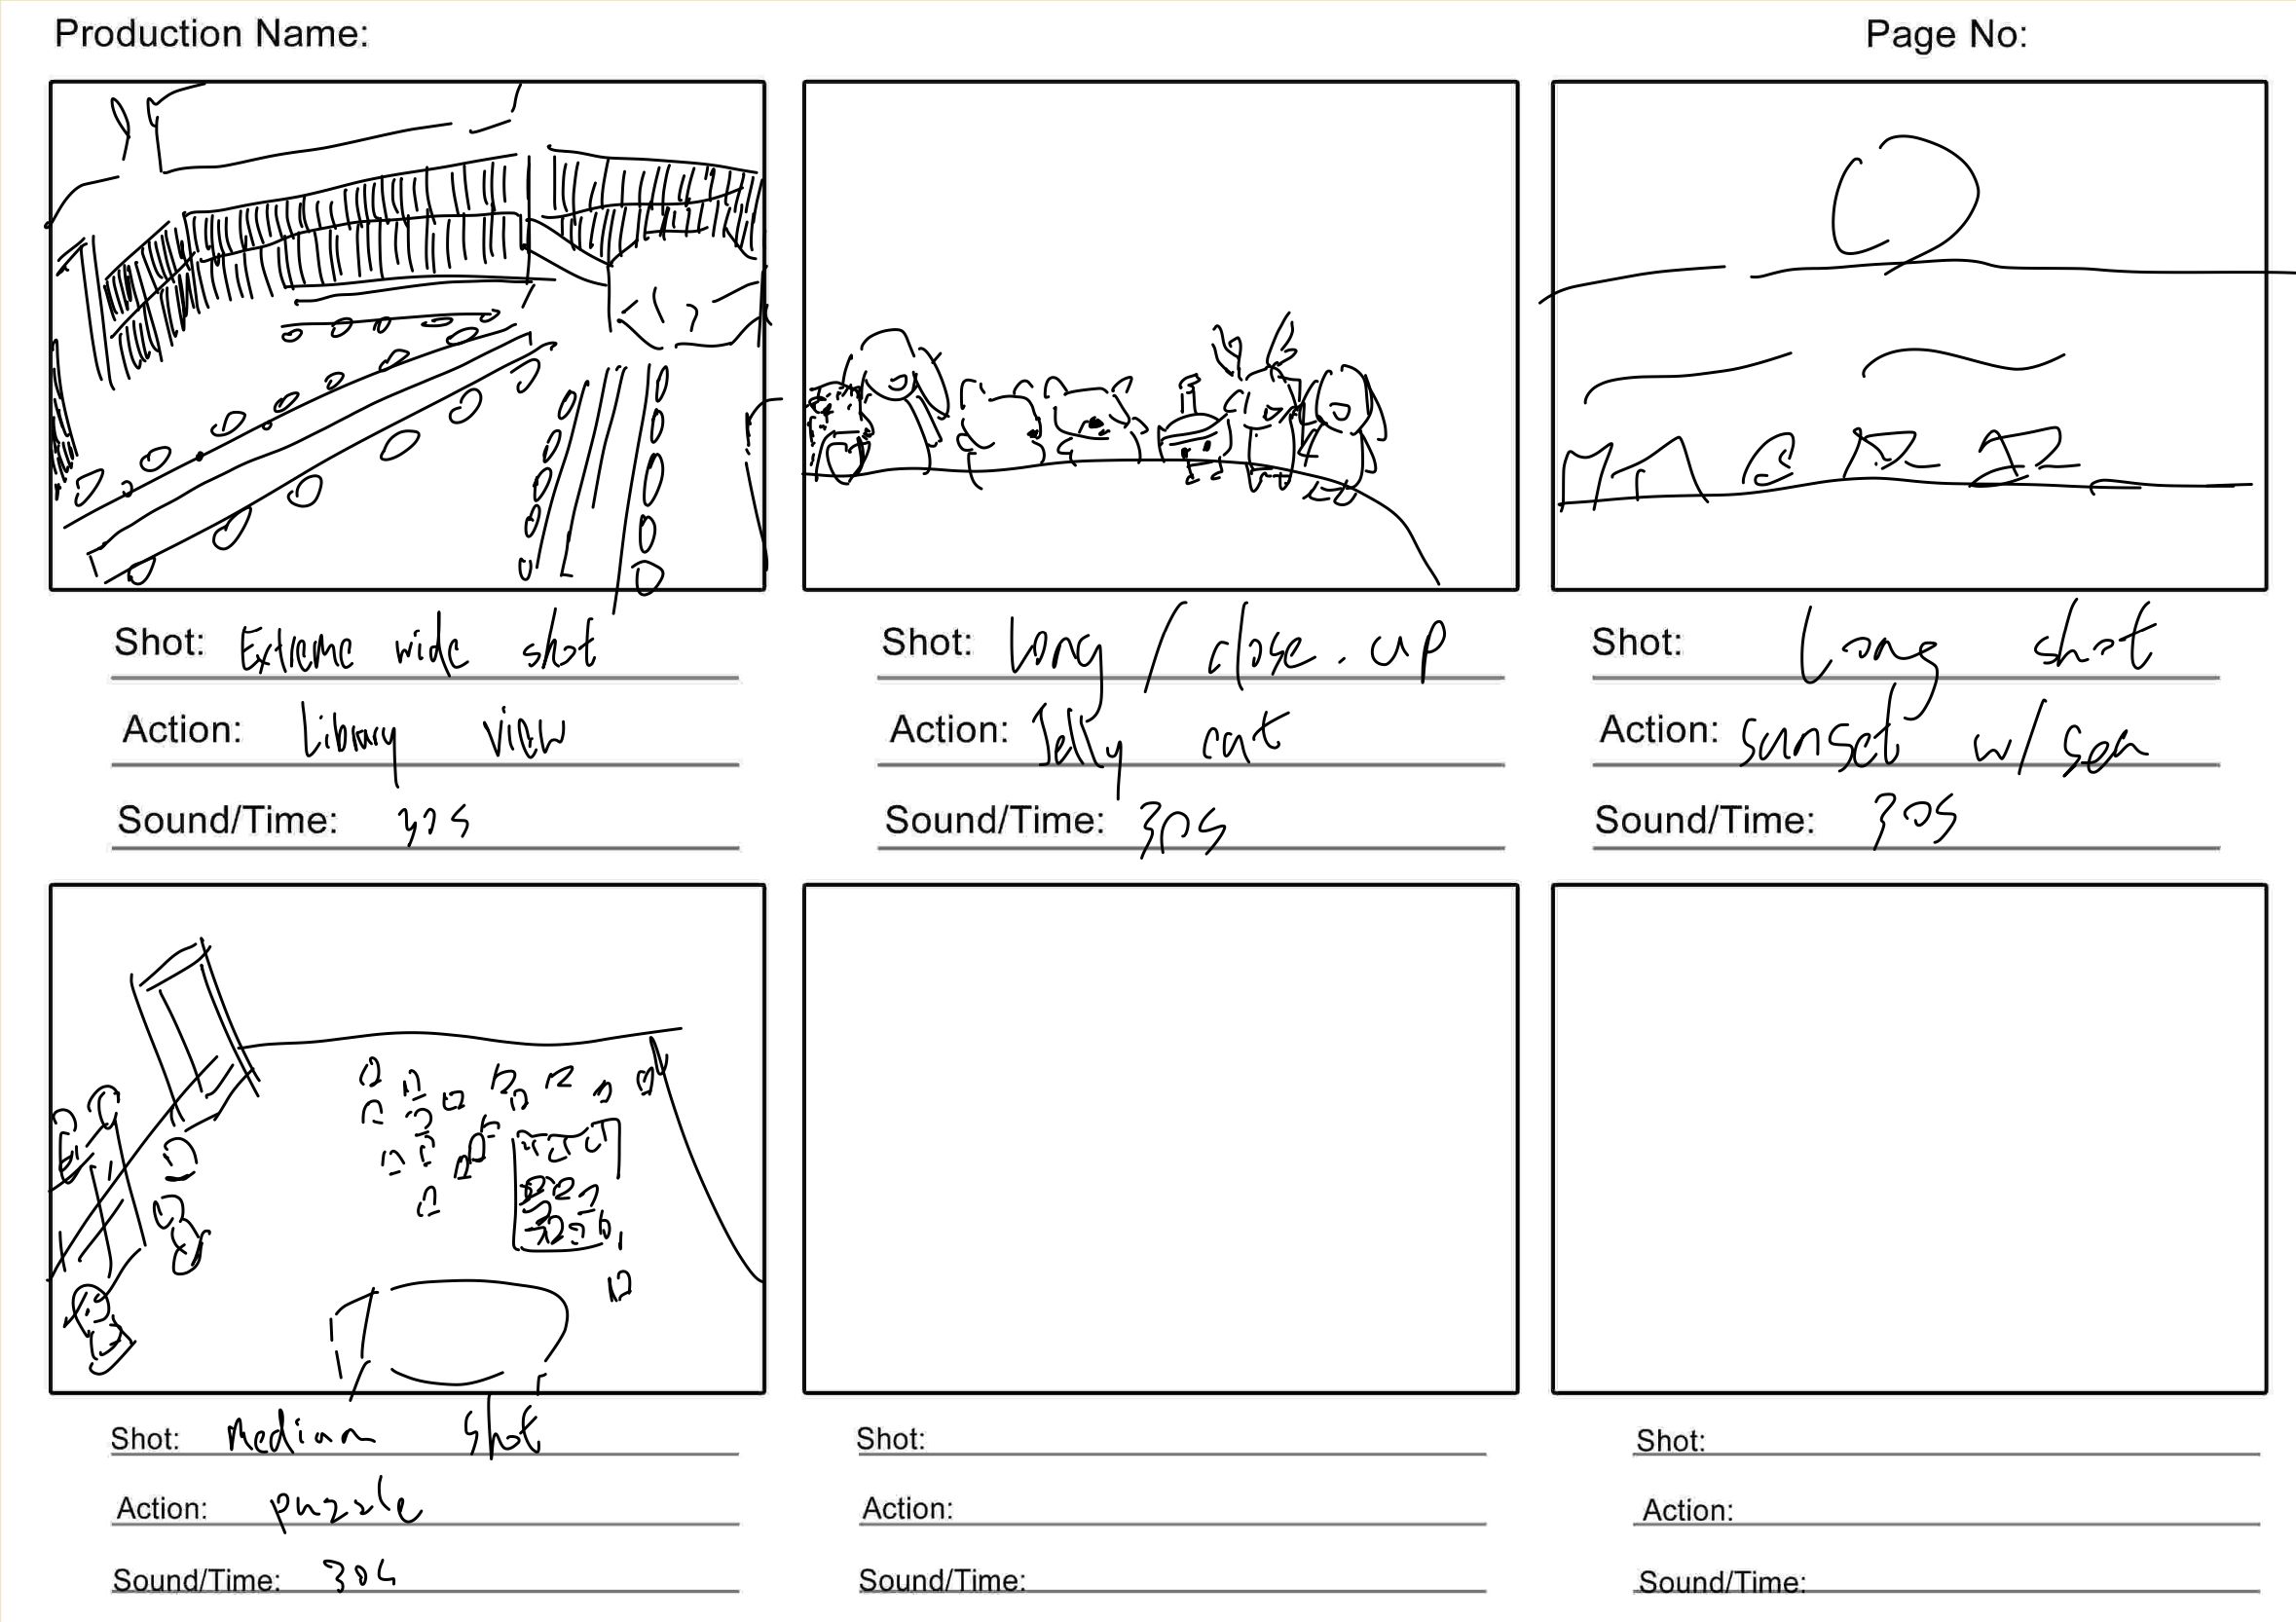 Production Name:
Page No:
Shot: Extreme wide shot
Action: Library view
Sound/Time: 30s
Shot: long / close-up
Action: Jelly cat
Sound/Time: 30s
Shot: Long shot
Action: sunset w/ sea
Sound/Time: 30s
Shot: Medium shot
Action: puzzle
Sound/Time: 30s
Shot:
Action:
Sound/Time:
Shot:
Action:
Sound/Time: